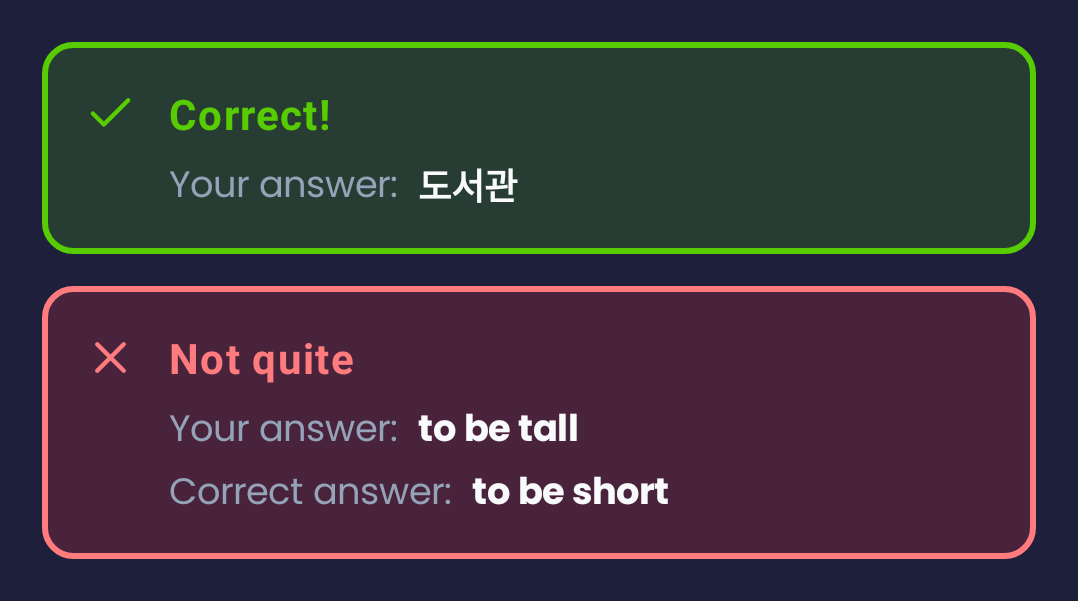 Correct!
Your answer: 도서관
Not quite
Your answer: to be tall
Correct answer: to be short